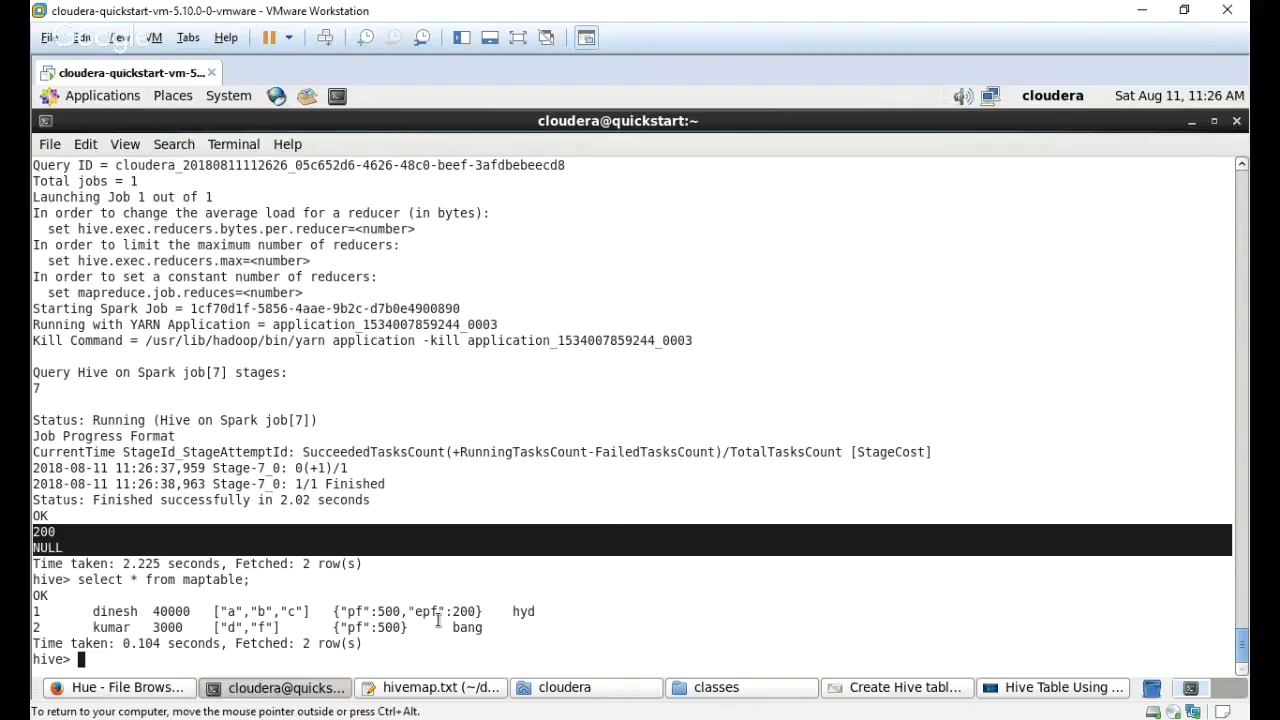 cloudera-quickstart-vm-5.10.0-0-vmware - VMware Workstation
File Edit View VM Tabs Help
Google
cloudera-quickstart-vm-5...
Applications Places System cloudera Sat Aug 11, 11:26 AM
cloudera@quickstart:~
File Edit View Search Terminal Help
Query ID = cloudera_20180811112626_05c652d6-4626-48c0-beef-3afdbebeecd8
Total jobs = 1
Launching Job 1 out of 1
In order to change the average load for a reducer (in bytes):
set hive.exec.reducers.bytes.per.reducer=<number>
In order to limit the maximum number of reducers:
set hive.exec.reducers.max=<number>
In order to set a constant number of reducers:
set mapreduce.job.reduces=<number>
Starting Spark Job = 1cf70d1f-5856-4aae-9b2c-d7b0e4900890
Running with YARN Application = application_1534007859244_0003
Kill Command = /usr/lib/hadoop/bin/yarn application -kill application_1534007859244_0003
Query Hive on Spark job[7] stages:
7
Status: Running (Hive on Spark job[7])
Job Progress Format
CurrentTime StageId_StageAttemptId: SucceededTasksCount(+RunningTasksCount-FailedTasksCount)/TotalTasksCount [StageCost]
2018-08-11 11:26:37,959 Stage-7_0: 0(+1)/1
2018-08-11 11:26:38,963 Stage-7_0: 1/1 Finished
Status: Finished successfully in 2.02 seconds
OK
200
NULL
Time taken: 2.225 seconds, Fetched: 2 row(s)
hive> select * from maptable;
OK
1 dinesh 40000 ["a","b","c"] {"pf":500,"epf":200} hyd
2 kumar 3000 ["d","f"] {"pf":500} bang
Time taken: 0.104 seconds, Fetched: 2 row(s)
hive>
Hue - File Brows... cloudera@quicks... hivemap.txt (~/d... cloudera classes Create Hive tabl... Hive Table Using ...
To return to your computer, move the mouse pointer outside or press Ctrl+Alt.